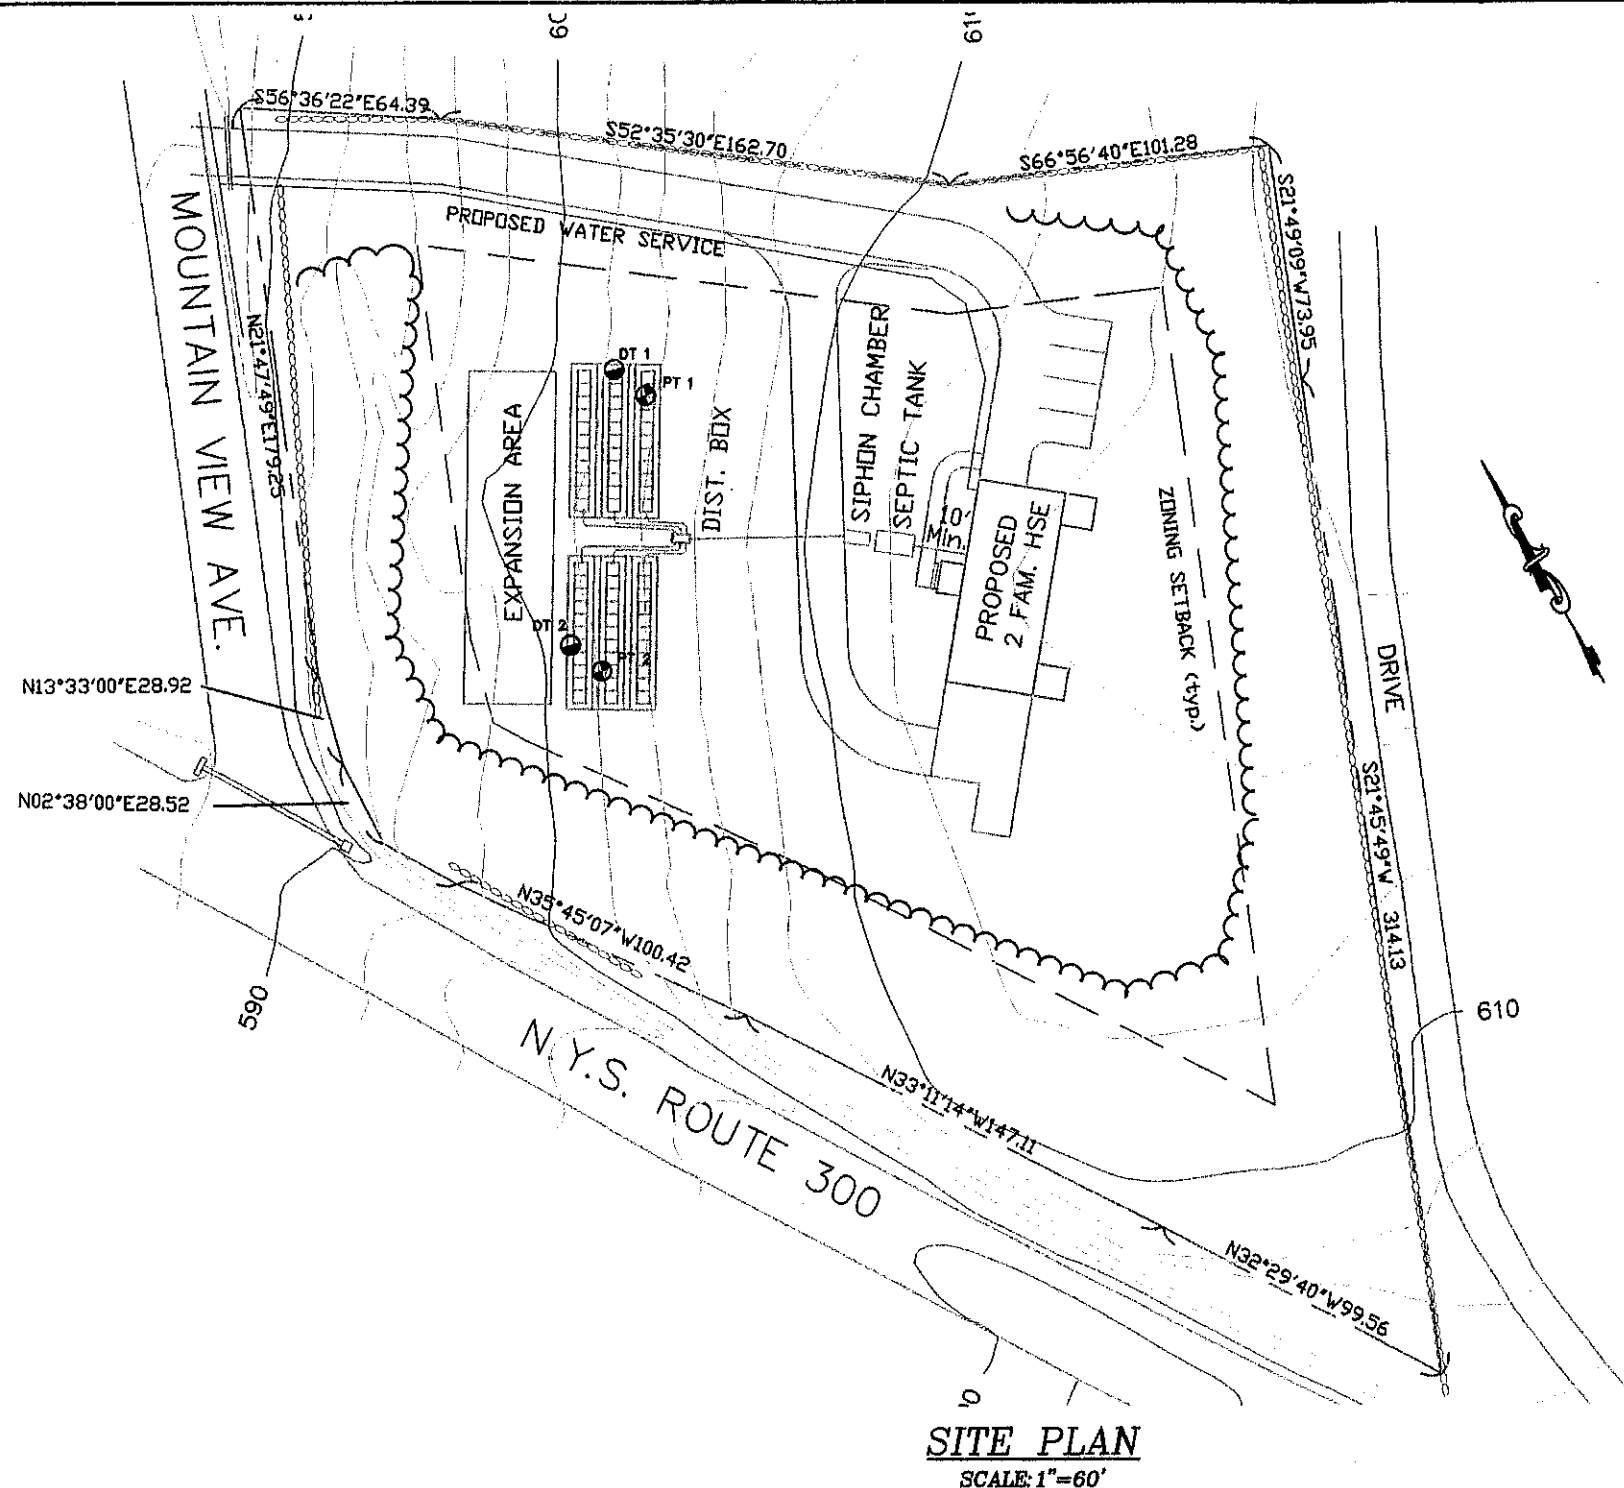 610
S56°36'22"E64.39
S52°35'30"E162.70
S66°56'40"E101.28
S21°49'09"W73.95
MOUNTAIN VIEW AVE.
N21°47'49"E179.25
PROPOSED WATER SERVICE
EXPANSION AREA
DT 1
PT 1
DIST. BOX
SIPHON CHAMBER
SEPTIC TANK
10'
Min.
PROPOSED
2 FAM. HSE
ZONING SETBACK (typ.)
DT 2
PT 2
DRIVE
N13°33'00"E28.92
N02°38'00"E28.52
S21°45'49"W 314.13
N35°45'07"W100.42
590
N.Y.S. ROUTE 300
N33°11'14"W147.11
N32°29'40"W99.56
SITE PLAN
SCALE: 1"=60'